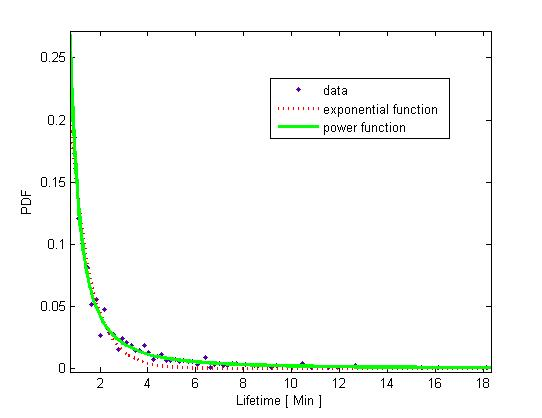 0.25
0.2
0.15
0.1
0.05
0
PDF
data
exponential function
power function
2 4 6 8 10 12 14 16 18
Lifetime [ Min ]